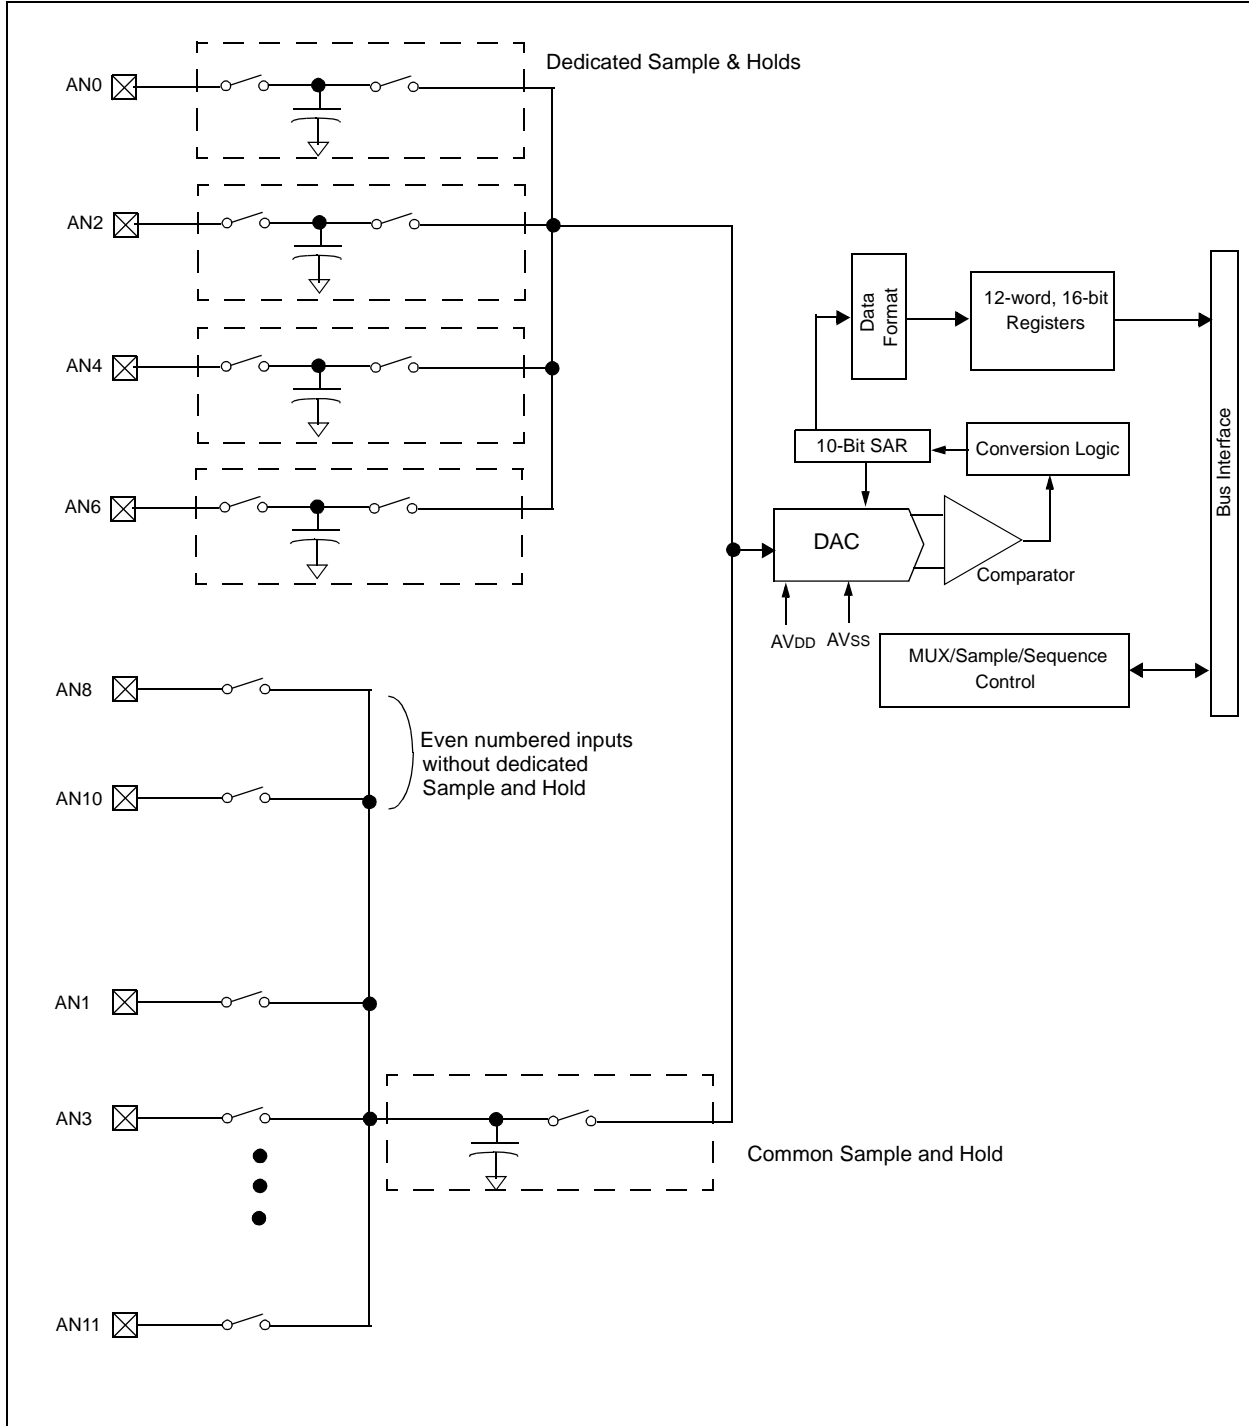 Dedicated Sample & Holds
AN0
AN2
AN4
AN6
Data
Format
12-word, 16-bit
Registers
10-Bit SAR
Conversion Logic
Bus Interface
DAC
Comparator
AVDD
AVSS
MUX/Sample/Sequence
Control
AN8
Even numbered inputs
without dedicated
Sample and Hold
AN10
AN1
AN3
Common Sample and Hold
AN11